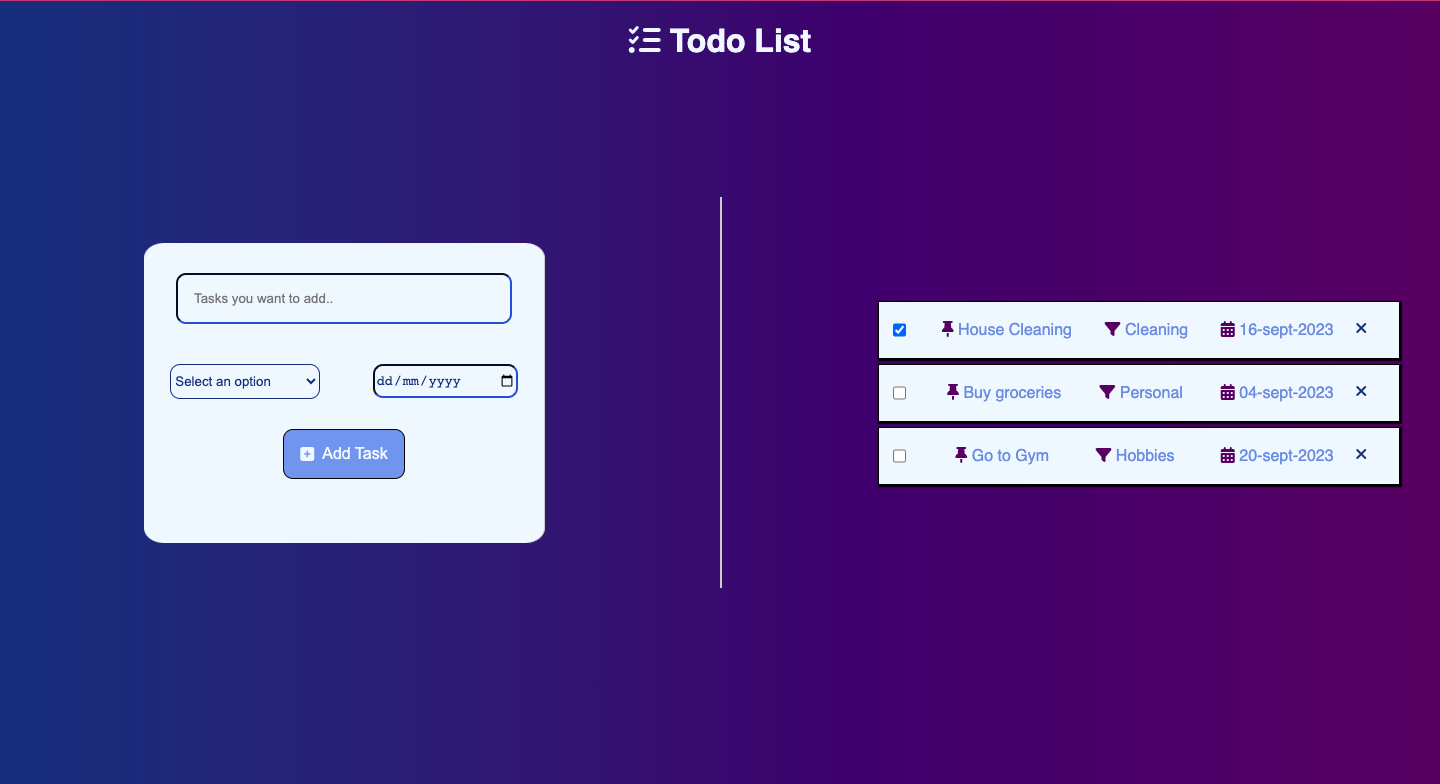 Todo List
Tasks you want to add..
Select an option
dd/mm/yyyy
Add Task
House Cleaning Cleaning 16-sept-2023
Buy groceries Personal 04-sept-2023
Go to Gym Hobbies 20-sept-2023